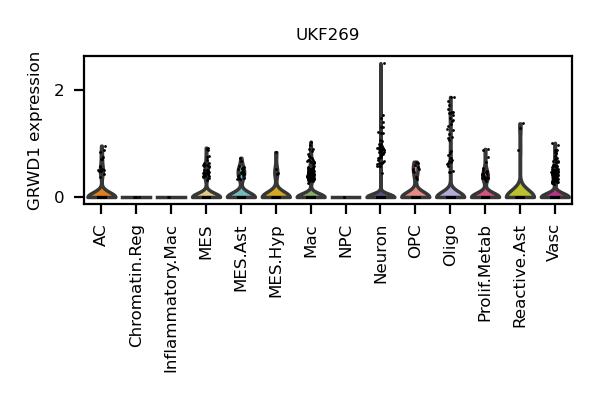 UKF269
GRWD1 expression
2
0
AC
Chromatin.Reg
Inflammatory.Mac
MES
MES.Ast
MES.Hyp
Mac
NPC
Neuron
OPC
Oligo
Prolif.Metab
Reactive.Ast
Vasc